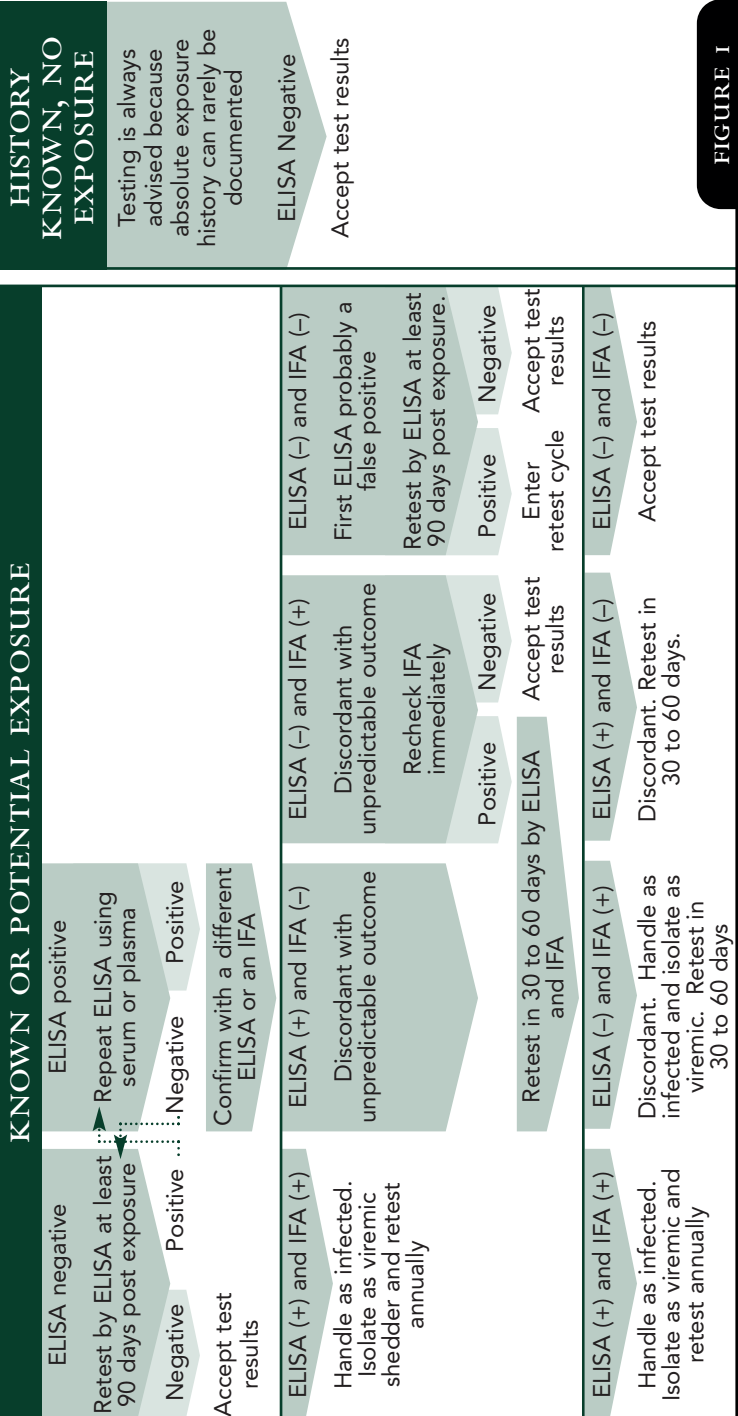 KNOWN OR POTENTIAL EXPOSURE
ELISA negative
Retest by ELISA at least
90 days post exposure
Negative
Positive
Accept test
results
ELISA positive
Repeat ELISA using
serum or plasma
Negative
Positive
Confirm with a different
ELISA or an IFA
ELISA (+) and IFA (+)
Handle as infected.
Isolate as viremic
shedder and retest
annually
ELISA (+) and IFA (–)
Discordant with
unpredictable outcome
ELISA (–) and IFA (+)
Discordant with
unpredictable outcome
Recheck IFA
immediately
Positive
Negative
Accept test
results
Retest in 30 to 60 days by ELISA
and IFA
ELISA (–) and IFA (–)
First ELISA probably a
false positive
Retest by ELISA at least
90 days post exposure.
Positive
Negative
Enter
retest cycle
Accept test
results
ELISA (+) and IFA (+)
Handle as infected.
Isolate as viremic and
retest annually
ELISA (–) and IFA (+)
Discordant. Handle as
infected and isolate as
viremic. Retest in
30 to 60 days
ELISA (+) and IFA (–)
Discordant. Retest in
30 to 60 days.
ELISA (–) and IFA (–)
Accept test results
HISTORY
KNOWN, NO
EXPOSURE
Testing is always
advised because
absolute exposure
history can rarely be
documented
ELISA Negative
Accept test results
FIGURE 1